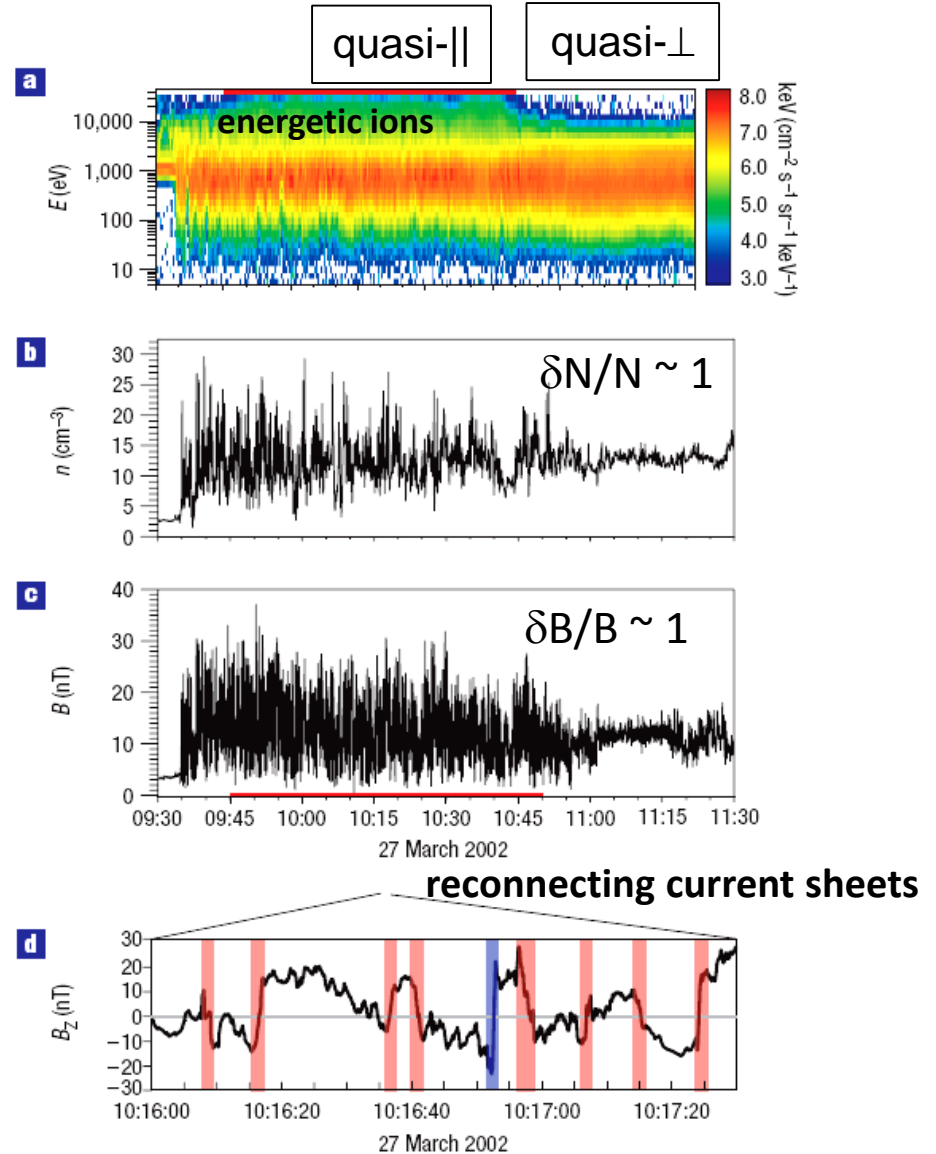 quasi-|| quasi-⊥
a
energetic ions
E (eV)
10,000
1,000
100
10
8.0
7.0
6.0
5.0
4.0
3.0
keV (cm⁻² s⁻¹ sr⁻¹ keV⁻¹)
b
δN/N ~ 1
n (cm⁻³)
30
25
20
15
10
5
0
c
δB/B ~ 1
B (nT)
40
30
20
10
0
09:30 09:45 10:00 10:15 10:30 10:45 11:00 11:15 11:30
27 March 2002
reconnecting current sheets
d
B_Z (nT)
30
20
10
0
−10
−20
−30
10:16:00 10:16:20 10:16:40 10:17:00 10:17:20
27 March 2002